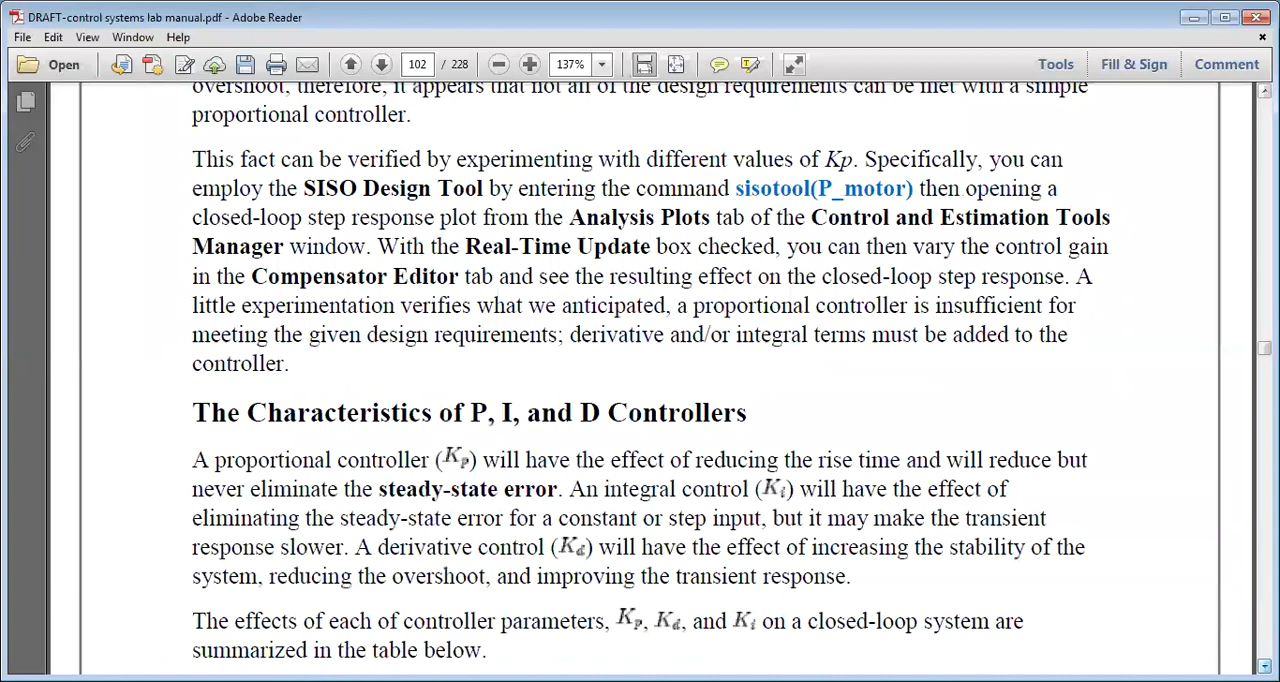 DRAFT-control systems lab manual.pdf - Adobe Reader
File Edit View Window Help
Open 102 / 228 137% Tools Fill & Sign Comment
overshoot, therefore, it appears that not all of the design requirements can be met with a simple
proportional controller.
This fact can be verified by experimenting with different values of Kp. Specifically, you can
employ the SISO Design Tool by entering the command sisotool(P_motor) then opening a
closed-loop step response plot from the Analysis Plots tab of the Control and Estimation Tools
Manager window. With the Real-Time Update box checked, you can then vary the control gain
in the Compensator Editor tab and see the resulting effect on the closed-loop step response. A
little experimentation verifies what we anticipated, a proportional controller is insufficient for
meeting the given design requirements; derivative and/or integral terms must be added to the
controller.
The Characteristics of P, I, and D Controllers
A proportional controller (Kp) will have the effect of reducing the rise time and will reduce but
never eliminate the steady-state error. An integral control (Ki) will have the effect of
eliminating the steady-state error for a constant or step input, but it may make the transient
response slower. A derivative control (Kd) will have the effect of increasing the stability of the
system, reducing the overshoot, and improving the transient response.
The effects of each of controller parameters, Kp, Kd, and Ki on a closed-loop system are
summarized in the table below.